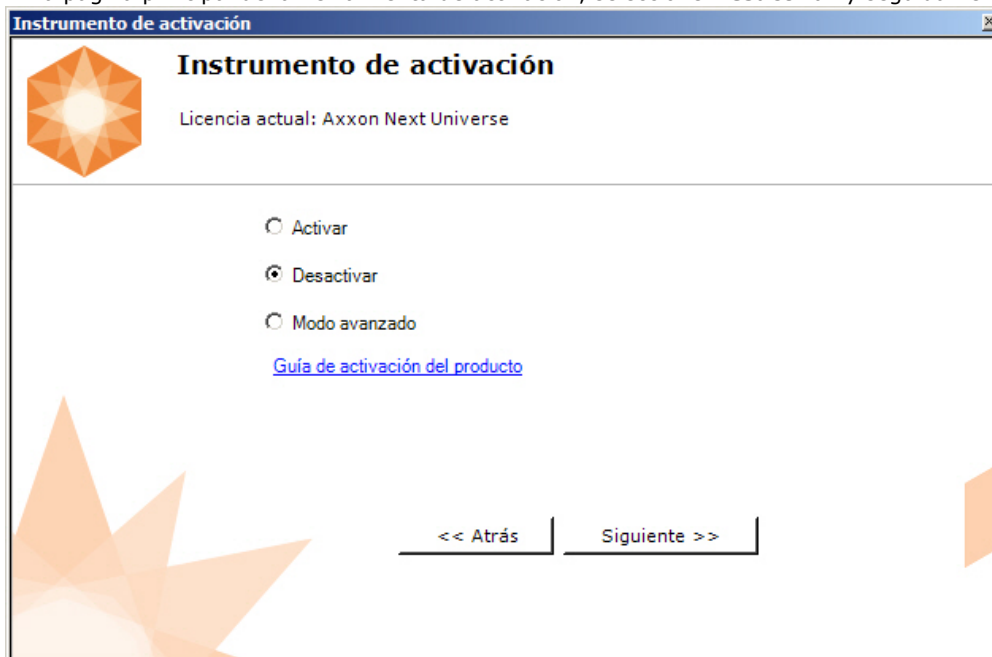 Instrumento de activación
Instrumento de activación
Licencia actual: Axxon Next Universe
Activar
Desactivar
Modo avanzado
Guía de activación del producto
<< Atrás
Siguiente >>